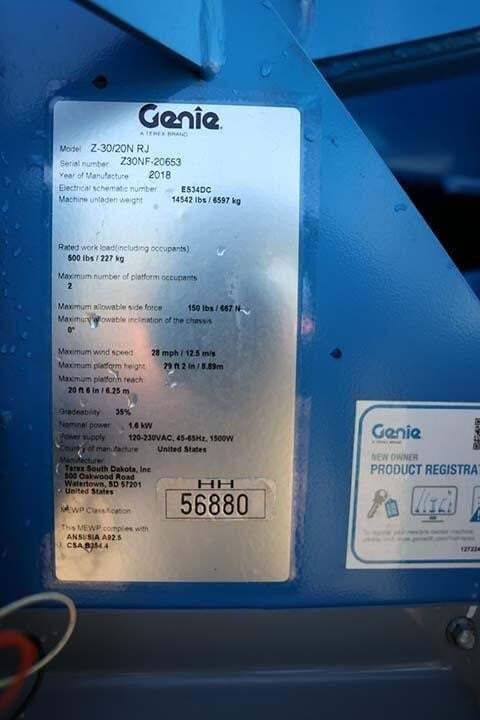 Genie.
A TEREX BRAND
Model Z-30/20N RJ
Serial number Z30NF-20653
Year of Manufacture 2018
Electrical schematic number ES34DC
Machine unladen weight 14542 lbs / 6597 kg
Rated work load(including occupants)
500 lbs / 227 kg
Maximum number of platform occupants
2
Maximum allowable side force 150 lbs / 667 N
Maximum allowable inclination of the chassis
0°
Maximum wind speed 28 mph / 12.5 m/s
Maximum platform height 29 ft 2 in / 8.89m
Maximum platform reach
20 ft 6 in / 6.25 m
Gradeability 35%
Nominal power 1.6 kW
Power supply 120-230VAC, 45-65Hz, 1500W
Country of manufacture United States
Manufacturer
Terex South Dakota, Inc
500 Oakwood Road
Watertown, SD 57201
United States
HH
56880
MEWP Classification
This MEWP complies with
ANSI/SIA A92.5
CSA B354.4
Genie
A TEREX BRAND
NEW OWNER
PRODUCT REGISTRAT